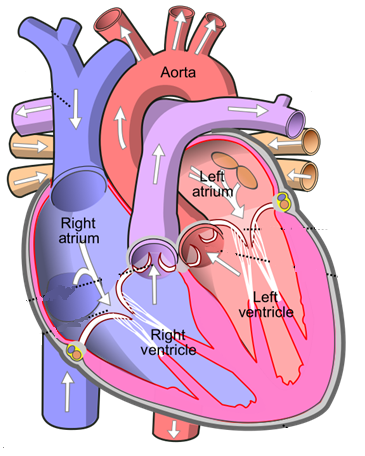 Aorta
Left
atrium
Right
atrium
Left
ventricle
Right
ventricle